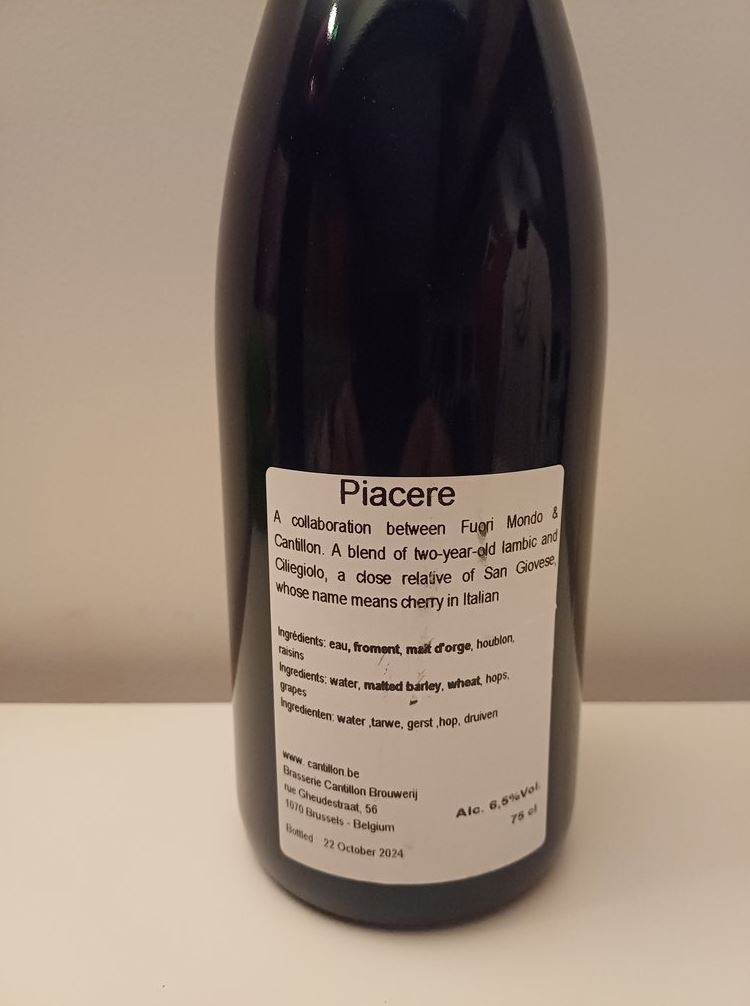 Piacere
A collaboration between Fuori Mondo &
Cantillon. A blend of two-year-old lambic and
Ciliegiolo, a close relative of San Giovese,
whose name means cherry in Italian
Ingrédients: eau, froment, malt d'orge, houblon,
raisins
Ingredients: water, malted barley, wheat, hops,
grapes
Ingredienten: water ,tarwe, gerst ,hop, druiven
www. cantillon.be
Brasserie Cantillon Brouwerij
rue Gheudestraat, 56
1070 Brussels - Belgium
Bottled 22 October 2024
Alc. 6,5%Vol.
75 cl